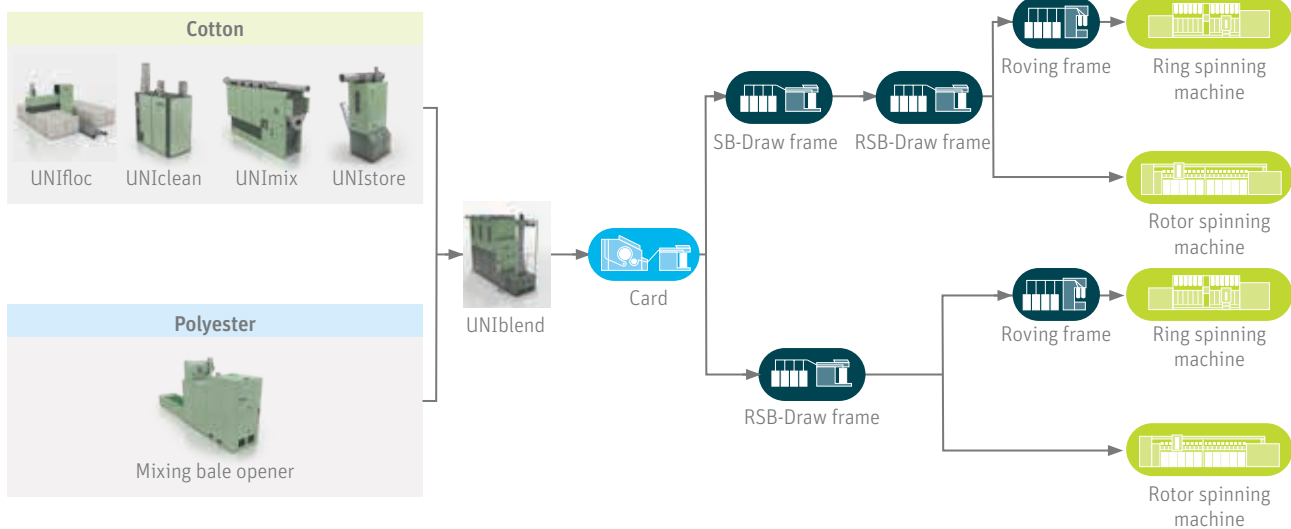 Cotton
UNIfloc
UNIclean
UNImix
UNIstore
Polyester
Mixing bale opener
UNIblend
Card
SB-Draw frame
RSB-Draw frame
Roving frame
Ring spinning
machine
Rotor spinning
machine
RSB-Draw frame
Roving frame
Ring spinning
machine
Rotor spinning
machine